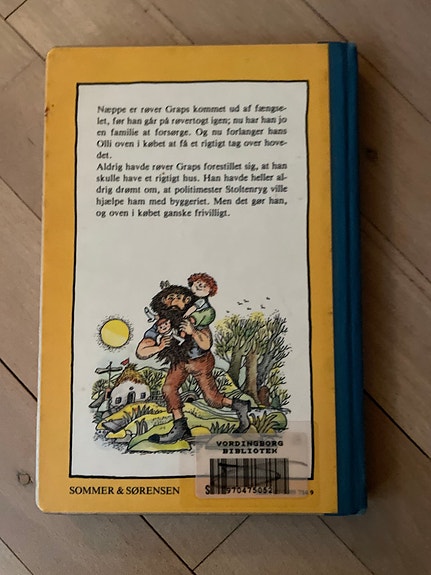 Næppe er røver Graps kommet ud af fængse-
let, før han går på røvertogt igen; nu har han jo
en familie at forsørge. Og nu forlanger hans
Olli oven i købet at få et rigtigt tag over hove-
det.
Aldrig havde røver Graps forestillet sig, at han
skulle have et rigtigt hus. Han havde heller al-
drig drømt om, at politimester Stoltenryg ville
hjælpe ham med byggeriet. Men det gør han,
og oven i købet ganske frivilligt.
VORDINGBORG
BIBLIOTEK
SOMMER & SØRENSEN